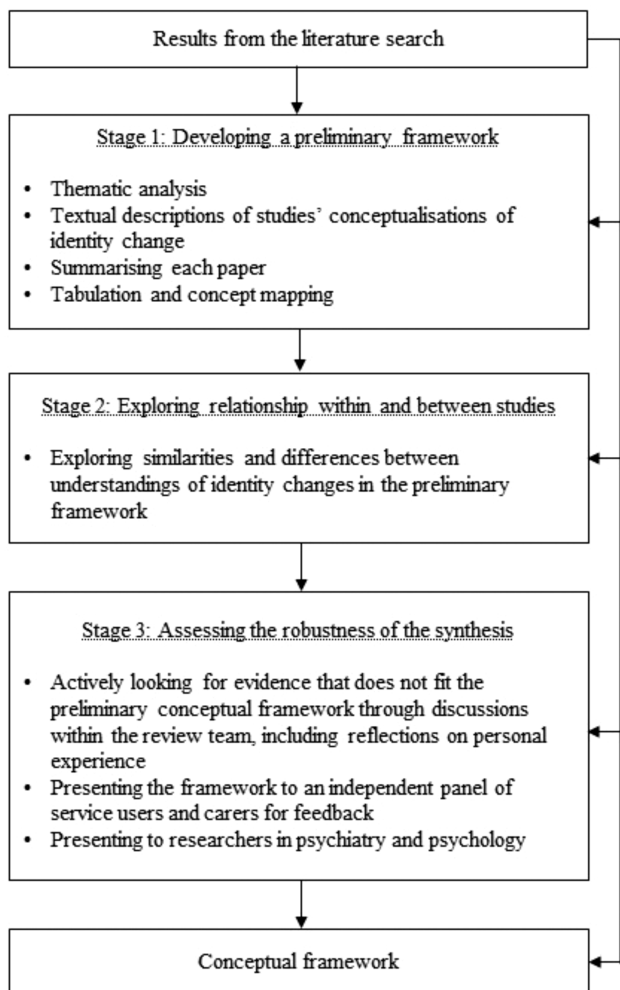 Results from the literature search
Stage 1: Developing a preliminary framework
• Thematic analysis
• Textual descriptions of studies’ conceptualisations of
identity change
• Summarising each paper
• Tabulation and concept mapping
Stage 2: Exploring relationship within and between studies
• Exploring similarities and differences between
understandings of identity changes in the preliminary
framework
Stage 3: Assessing the robustness of the synthesis
• Actively looking for evidence that does not fit the
preliminary conceptual framework through discussions
within the review team, including reflections on personal
experience
• Presenting the framework to an independent panel of
service users and carers for feedback
• Presenting to researchers in psychiatry and psychology
Conceptual framework